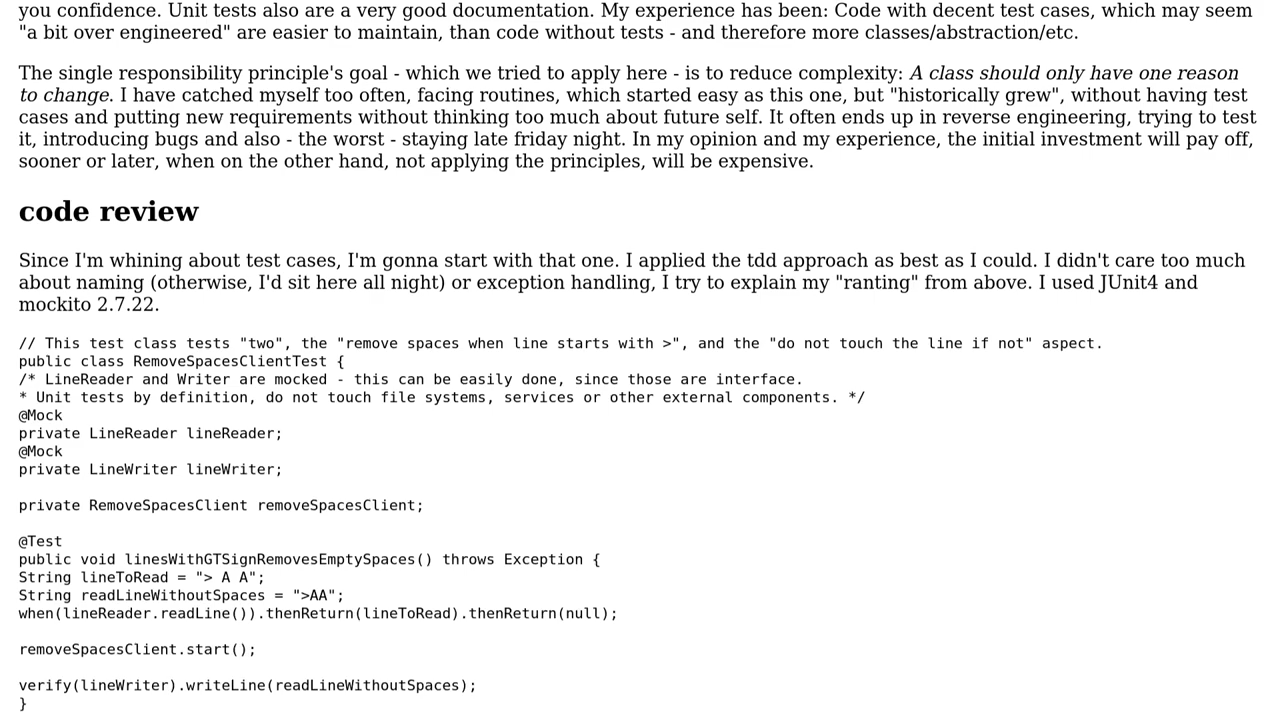 you confidence. Unit tests also are a very good documentation. My experience has been: Code with decent test cases, which may seem
"a bit over engineered" are easier to maintain, than code without tests - and therefore more classes/abstraction/etc.
The single responsibility principle's goal - which we tried to apply here - is to reduce complexity: A class should only have one reason
to change. I have catched myself too often, facing routines, which started easy as this one, but "historically grew", without having test
cases and putting new requirements without thinking too much about future self. It often ends up in reverse engineering, trying to test
it, introducing bugs and also - the worst - staying late friday night. In my opinion and my experience, the initial investment will pay off,
sooner or later, when on the other hand, not applying the principles, will be expensive.
code review
Since I'm whining about test cases, I'm gonna start with that one. I applied the tdd approach as best as I could. I didn't care too much
about naming (otherwise, I'd sit here all night) or exception handling, I try to explain my "ranting" from above. I used JUnit4 and
mockito 2.7.22.
// This test class tests "two", the "remove spaces when line starts with >", and the "do not touch the line if not" aspect.
public class RemoveSpacesClientTest {
/* LineReader and Writer are mocked - this can be easily done, since those are interface.
* Unit tests by definition, do not touch file systems, services or other external components. */
@Mock
private LineReader lineReader;
@Mock
private LineWriter lineWriter;
private RemoveSpacesClient removeSpacesClient;
@Test
public void linesWithGTSignRemovesEmptySpaces() throws Exception {
String lineToRead = "> A A";
String readLineWithoutSpaces = ">AA";
when(lineReader.readLine()).thenReturn(lineToRead).thenReturn(null);
removeSpacesClient.start();
verify(lineWriter).writeLine(readLineWithoutSpaces);
}